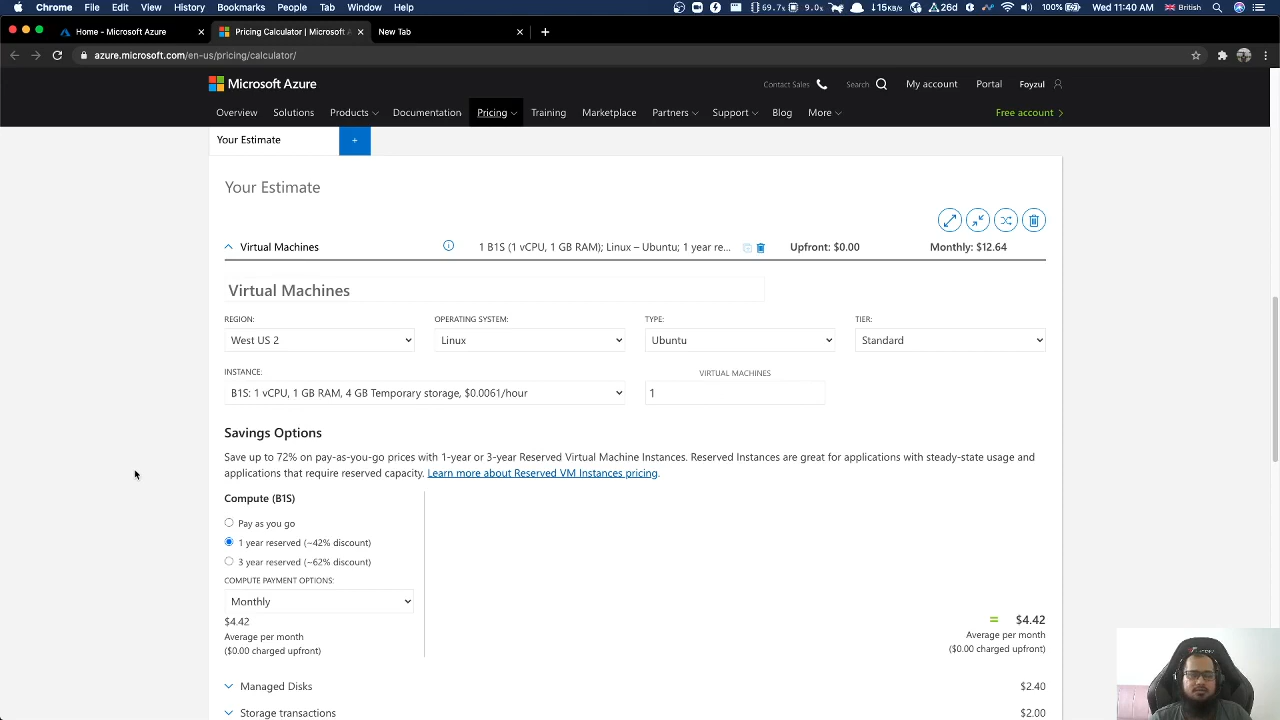 Chrome File Edit View History Bookmarks People Tab Window Help
69.7x 9.0x 115k/s 20d 100% Wed 11:40 AM British
Home - Microsoft Azure
Pricing Calculator | Microsoft A
New Tab
azure.microsoft.com/en-us/pricing/calculator/
Microsoft Azure
Contact Sales Search My account Portal Foyzul
Overview Solutions Products Documentation Pricing Training Marketplace Partners Support Blog More Free account
Your Estimate +
Your Estimate
Virtual Machines 1 B1S (1 vCPU, 1 GB RAM); Linux – Ubuntu; 1 year re... Upfront: $0.00 Monthly: $12.64
Virtual Machines
REGION: OPERATING SYSTEM: TYPE: TIER:
West US 2 Linux Ubuntu Standard
INSTANCE: VIRTUAL MACHINES
B1S: 1 vCPU, 1 GB RAM, 4 GB Temporary storage, $0.0061/hour 1
Savings Options
Save up to 72% on pay-as-you-go prices with 1-year or 3-year Reserved Virtual Machine Instances. Reserved Instances are great for applications with steady-state usage and
applications that require reserved capacity. Learn more about Reserved VM Instances pricing.
Compute (B1S)
Pay as you go
1 year reserved (~42% discount)
3 year reserved (~62% discount)
COMPUTE PAYMENT OPTIONS:
Monthly
$4.42
Average per month
($0.00 charged upfront)
= $4.42
Average per month
($0.00 charged upfront)
Managed Disks $2.40
Storage transactions $2.00